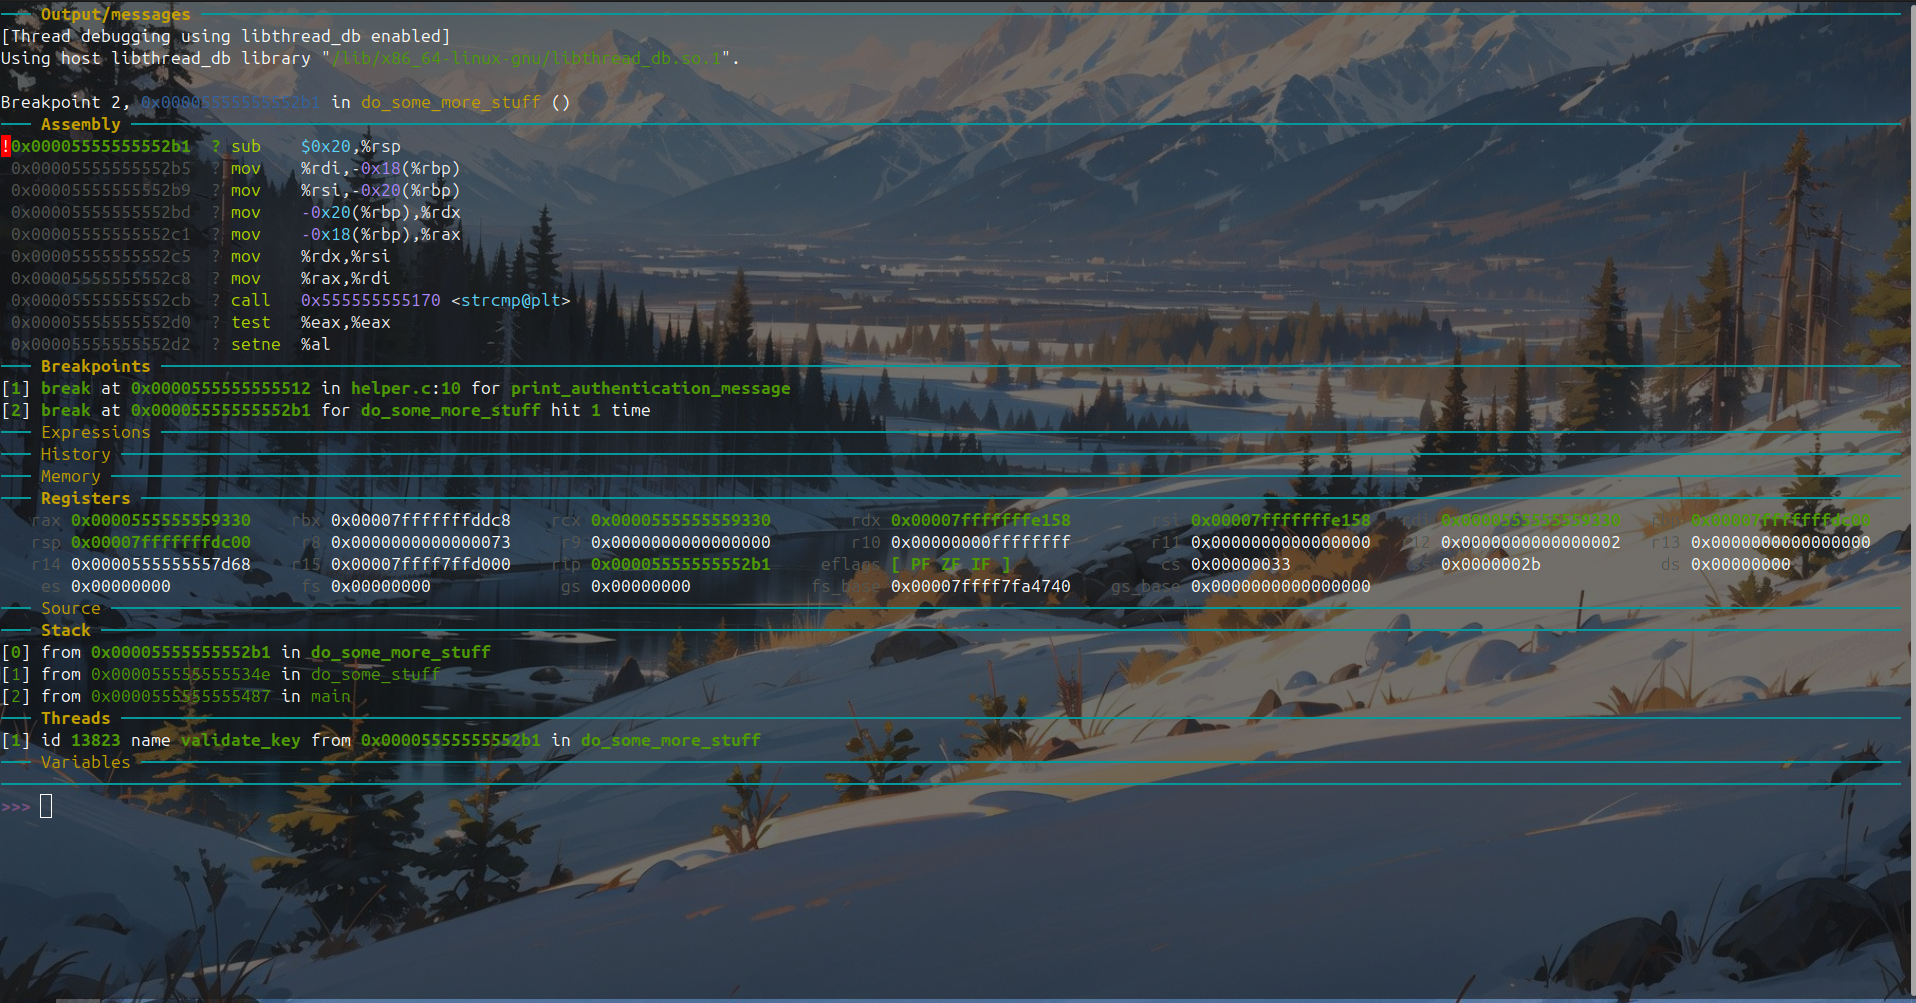 Output/messages
[Thread debugging using libthread_db enabled]
Using host libthread_db library "/lib/x86_64-linux-gnu/libthread_db.so.1".
Breakpoint 2, 0x00005555555552b1 in do_some_more_stuff ()
Assembly
!0x00005555555552b1 ? sub $0x20,%rsp
0x00005555555552b5 ? mov %rdi,-0x18(%rbp)
0x00005555555552b9 ? mov %rsi,-0x20(%rbp)
0x00005555555552bd ? mov -0x20(%rbp),%rdx
0x00005555555552c1 ? mov -0x18(%rbp),%rax
0x00005555555552c5 ? mov %rdx,%rsi
0x00005555555552c8 ? mov %rax,%rdi
0x00005555555552cb ? call 0x555555555170 <strcmp@plt>
0x00005555555552d0 ? test %eax,%eax
0x00005555555552d2 ? setne %al
Breakpoints
[1] break at 0x0000555555555512 in helper.c:10 for print_authentication_message
[2] break at 0x00005555555552b1 for do_some_more_stuff hit 1 time
Expressions
History
Memory
Registers
rax 0x0000555555559330 rbx 0x00007fffffffddc8 rcx 0x0000555555559330 rdx 0x00007fffffffe158 rsi 0x00007fffffffe158 rdi 0x0000555555559330 rbp 0x00007fffffffdc00
rsp 0x00007fffffffdc00 r8 0x0000000000000073 r9 0x0000000000000000 r10 0x00000000ffffffff r11 0x0000000000000000 r12 0x0000000000000002 r13 0x0000000000000000
r14 0x0000555555557d68 r15 0x00007ffff7ffd000 rip 0x00005555555552b1 eflags [ PF ZF IF ] cs 0x00000033 ss 0x0000002b ds 0x00000000
es 0x00000000 fs 0x00000000 gs 0x00000000 fs_base 0x00007ffff7fa4740 gs_base 0x0000000000000000
Source
Stack
[0] from 0x00005555555552b1 in do_some_more_stuff
[1] from 0x000055555555534e in do_some_stuff
[2] from 0x0000555555555487 in main
Threads
[1] id 13823 name validate_key from 0x00005555555552b1 in do_some_more_stuff
Variables
>>>